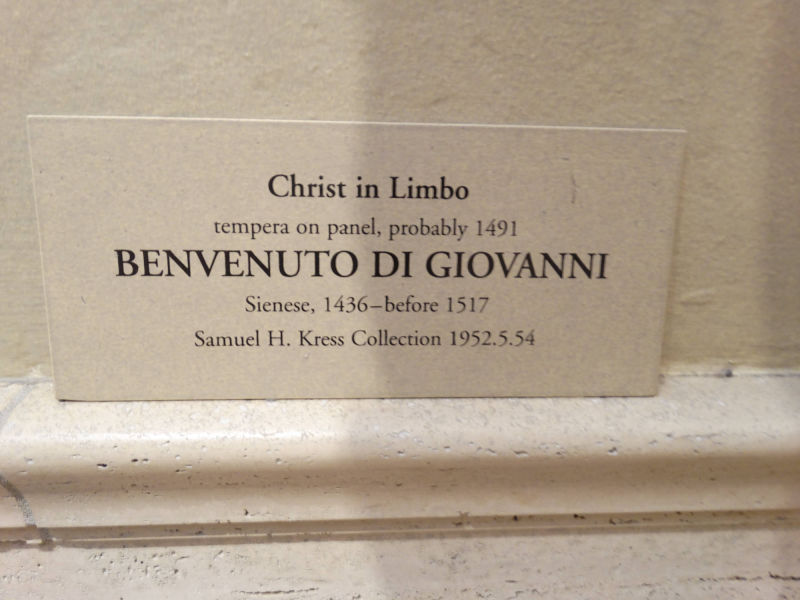 Christ in Limbo
tempera on panel, probably 1491
BENVENUTO DI GIOVANNI
Sienese, 1436–before 1517
Samuel H. Kress Collection 1952.5.54